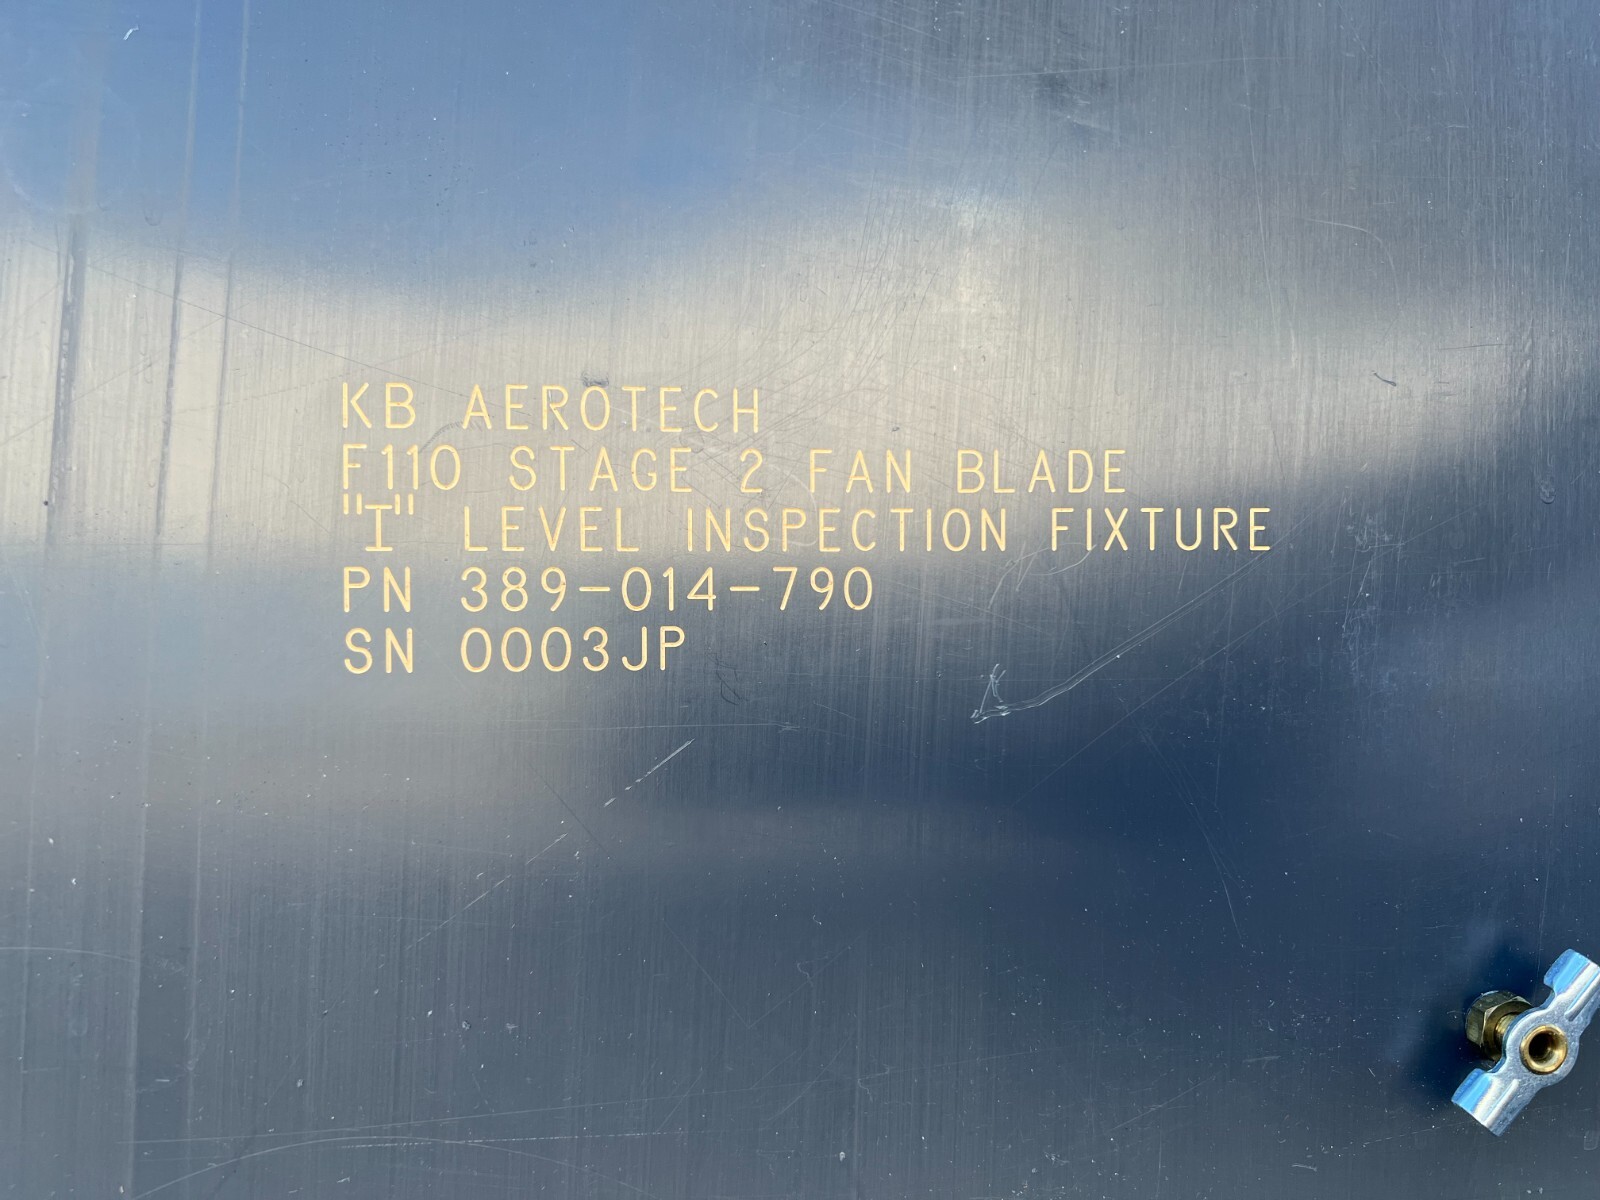 KB AEROTECH
F110 STAGE 2 FAN BLADE
"I" LEVEL INSPECTION FIXTURE
PN 389-014-790
SN 0003JP